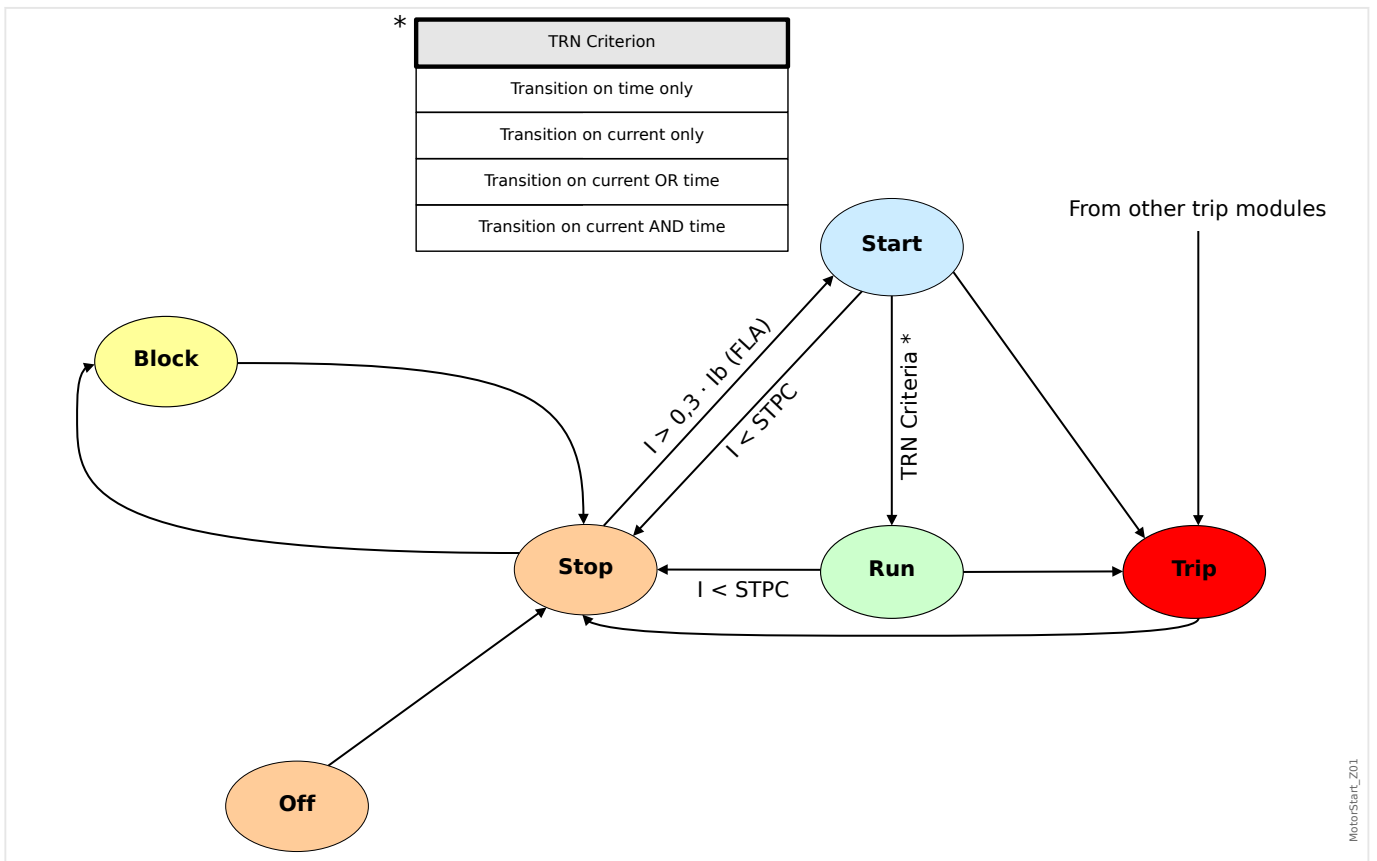 *
TRN Criterion
Transition on time only
Transition on current only
Transition on current OR time
Transition on current AND time
From other trip modules
Start
Block
I > 0,3 · Ib (FLA)
I < STPC
TRN Criteria *
Stop
Run
Trip
I < STPC
Off
MotorStart_Z01